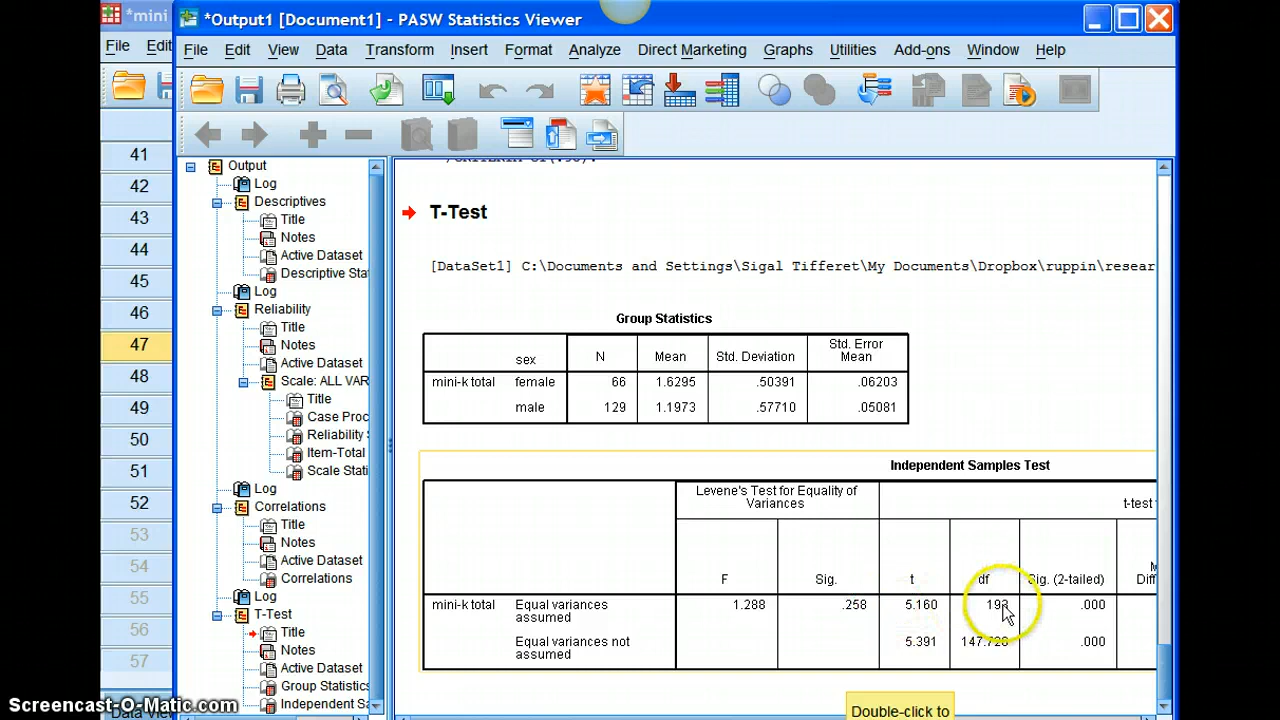 *mini
*Output1 [Document1] - PASW Statistics Viewer
File Edit
File Edit View Data Transform Insert Format Analyze Direct Marketing Graphs Utilities Add-ons Window Help
41
42
43
44
45
46
47
48
49
50
51
52
53
54
55
56
57
Output
Log
Descriptives
Title
Notes
Active Dataset
Descriptive Sta
Log
Reliability
Title
Notes
Active Dataset
Scale: ALL VAR
Title
Case Proc
Reliability
Item-Total
Scale Stati
Log
Correlations
Title
Notes
Active Dataset
Correlations
Log
T-Test
Title
Notes
Active Dataset
Group Statistics
Independent Sa
T-Test
[DataSet1] C:\Documents and Settings\Sigal Tifferet\My Documents\Dropbox\ruppin\resear
Group Statistics
sex N Mean Std. Deviation Std. Error Mean
mini-k total female 66 1.6295 .50391 .06203
male 129 1.1973 .57710 .05081
Independent Samples Test
Levene's Test for Equality of
Variances
t-test
F Sig. t df Sig. (2-tailed)
mini-k total Equal variances assumed 1.288 .258 5.160 193 .000
Equal variances not assumed 5.391 147.728 .000
Double-click to
Screencast-O-Matic.com
Data View